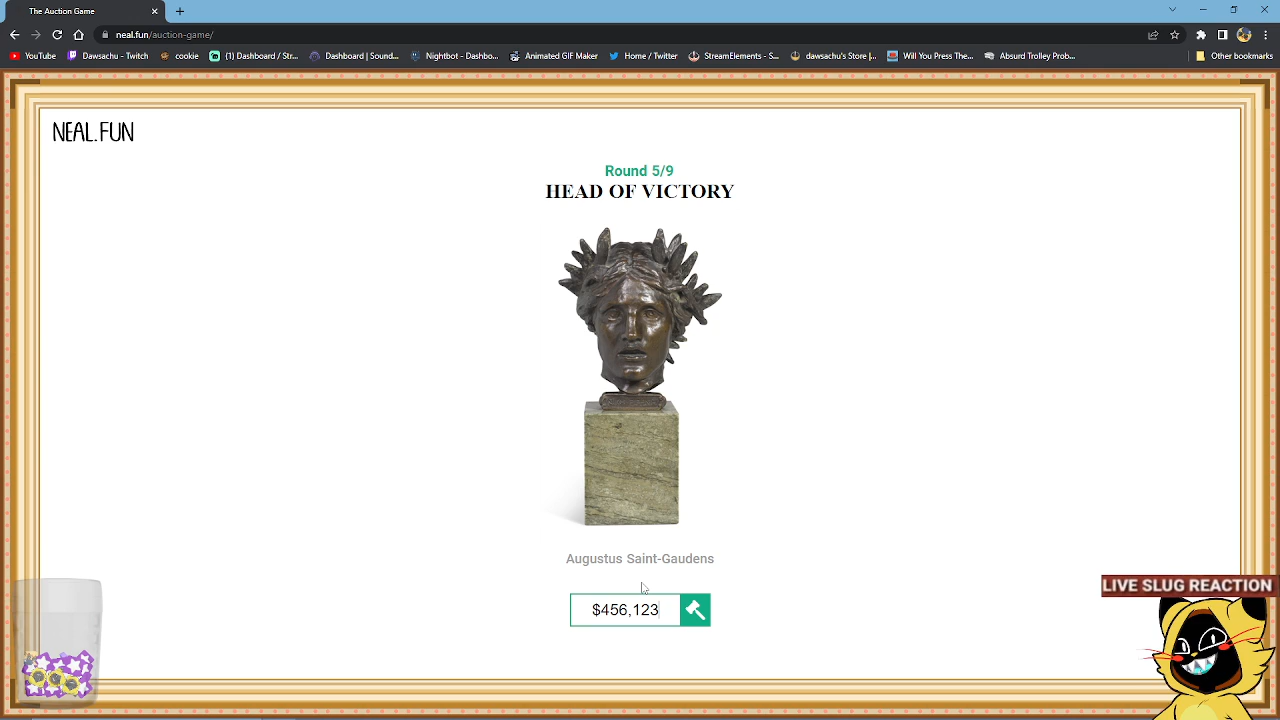 The Auction Game
neal.fun/auction-game/
YouTube Dawsachu - Twitch cookie (1) Dashboard / Str... Dashboard | Sound... Nightbot - Dashbo... Animated GIF Maker Home / Twitter StreamElements - S... dawsachu's Store |... Will You Press The... Absurd Trolley Prob... Other bookmarks
NEAL.FUN
Round 5/9
HEAD OF VICTORY
Augustus Saint-Gaudens
$456,123
LIVE SLUG REACTION